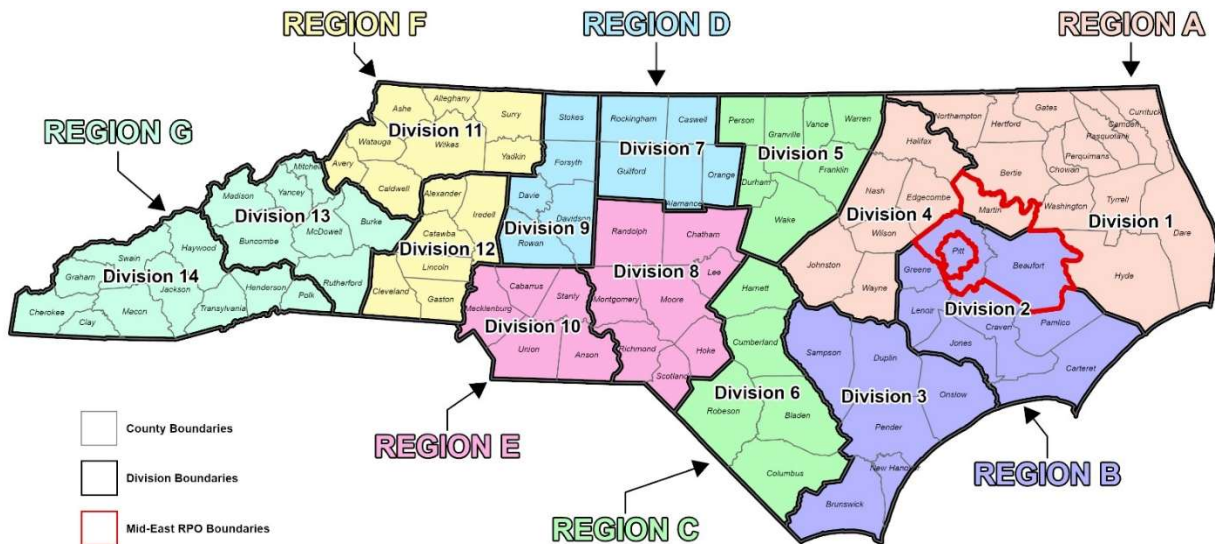 REGION F
REGION D
REGION A
REGION G
REGION E
REGION C
REGION B
Division 11
Ashe
Alleghany
Surry
Watauga
Wilkes
Yadkin
Avery
Caldwell
Division 12
Alexander
Iredell
Catawba
Lincoln
Cleveland
Gaston
Division 13
Mitchell
Madison
Yancey
Burke
McDowell
Buncombe
Rutherford
Division 14
Haywood
Swain
Graham
Jackson
Henderson
Polk
Transylvania
Macon
Cherokee
Clay
Division 9
Stokes
Forsyth
Davie
Davidson
Rowan
Division 7
Rockingham
Caswell
Guilford
Orange
Alamance
Division 5
Person
Granville
Vance
Warren
Franklin
Durham
Wake
Division 4
Halifax
Nash
Edgecombe
Wilson
Johnston
Wayne
Division 1
Northampton
Gates
Currituck
Camden
Hertford
Pasquotank
Perquimans
Bertie
Chowan
Martin
Washington
Tyrrell
Dare
Hyde
Division 2
Pitt
Beaufort
Greene
Lenoir
Craven
Pamlico
Jones
Carteret
Division 3
Sampson
Duplin
Onslow
Pender
New Hanover
Brunswick
Division 6
Harnett
Cumberland
Robeson
Bladen
Columbus
Division 8
Randolph
Chatham
Lee
Montgomery
Moore
Richmond
Hoke
Scotland
Division 10
Cabarrus
Stanly
Mecklenburg
Union
Anson
County Boundaries
Division Boundaries
Mid-East RPO Boundaries